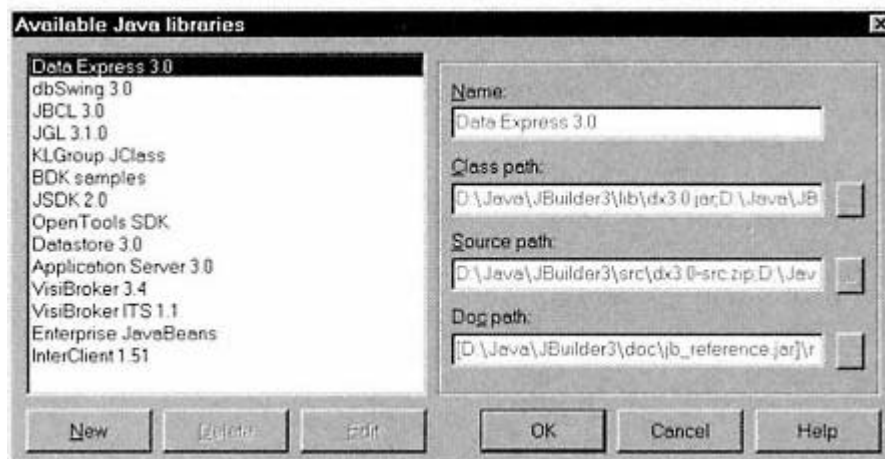 Available Java libraries
Data Express 3.0
dbSwing 3.0
JBCL 3.0
JGL 3.1.0
KLGroup JClass
BDK samples
JSDK 2.0
OpenTools SDK
Datastore 3.0
Application Server 3.0
VisiBroker 3.4
VisiBroker ITS 1.1
Enterprise JavaBeans
InterClient 1.51
Name:
Data Express 3.0
Class path:
D:\Java\JBuilder3\lib\dx3.0.jar;D:\Java\JB
Source path:
D:\Java\JBuilder3\src\dx3.0-src.zip;D:\Jav
Doc path:
[D:\Java\JBuilder3\doc\jb_reference.jar]\r
New
Delete
Edit
OK
Cancel
Help